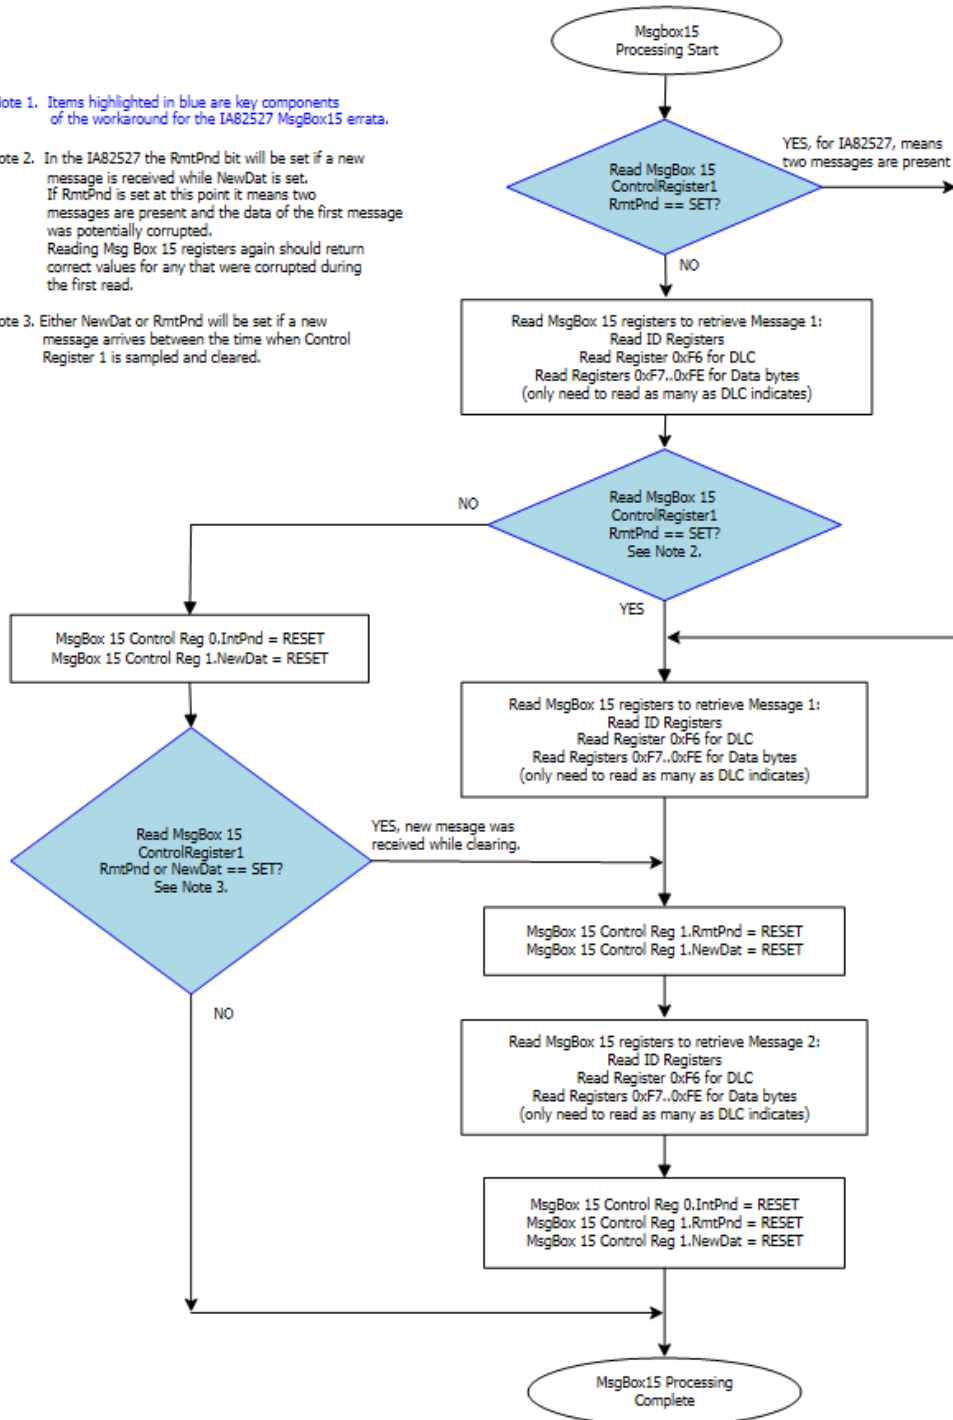 Msgbox15
Processing Start
ote 1. Items highlighted in blue are key components
of the workaround for the IA82527 MsgBox15 errata.
ote 2. In the IA82527 the RmtPnd bit will be set if a new
message is received while NewDat is set.
If RmtPnd is set at this point it means two
messages are present and the data of the first message
was potentially corrupted.
Reading Msg Box 15 registers again should return
correct values for any that were corrupted during
the first read.
ote 3. Either NewDat or RmtPnd will be set if a new
message arrives between the time when Control
Register 1 is sampled and cleared.
Read MsgBox 15
ControlRegister1
RmtPnd == SET?
YES, for IA82527, means
two messages are present
NO
Read MsgBox 15 registers to retrieve Message 1:
Read ID Registers
Read Register 0xF6 for DLC
Read Registers 0xF7..0xFE for Data bytes
(only need to read as many as DLC indicates)
Read MsgBox 15
ControlRegister1
RmtPnd == SET?
See Note 2.
NO
YES
MsgBox 15 Control Reg 0.IntPnd = RESET
MsgBox 15 Control Reg 1.NewDat = RESET
Read MsgBox 15 registers to retrieve Message 1:
Read ID Registers
Read Register 0xF6 for DLC
Read Registers 0xF7..0xFE for Data bytes
(only need to read as many as DLC indicates)
Read MsgBox 15
ControlRegister1
RmtPnd or NewDat == SET?
See Note 3.
YES, new mesage was
received while clearing.
NO
MsgBox 15 Control Reg 1.RmtPnd = RESET
MsgBox 15 Control Reg 1.NewDat = RESET
Read MsgBox 15 registers to retrieve Message 2:
Read ID Registers
Read Register 0xF6 for DLC
Read Registers 0xF7..0xFE for Data bytes
(only need to read as many as DLC indicates)
MsgBox 15 Control Reg 0.IntPnd = RESET
MsgBox 15 Control Reg 1.RmtPnd = RESET
MsgBox 15 Control Reg 1.NewDat = RESET
MsgBox15 Processing
Complete